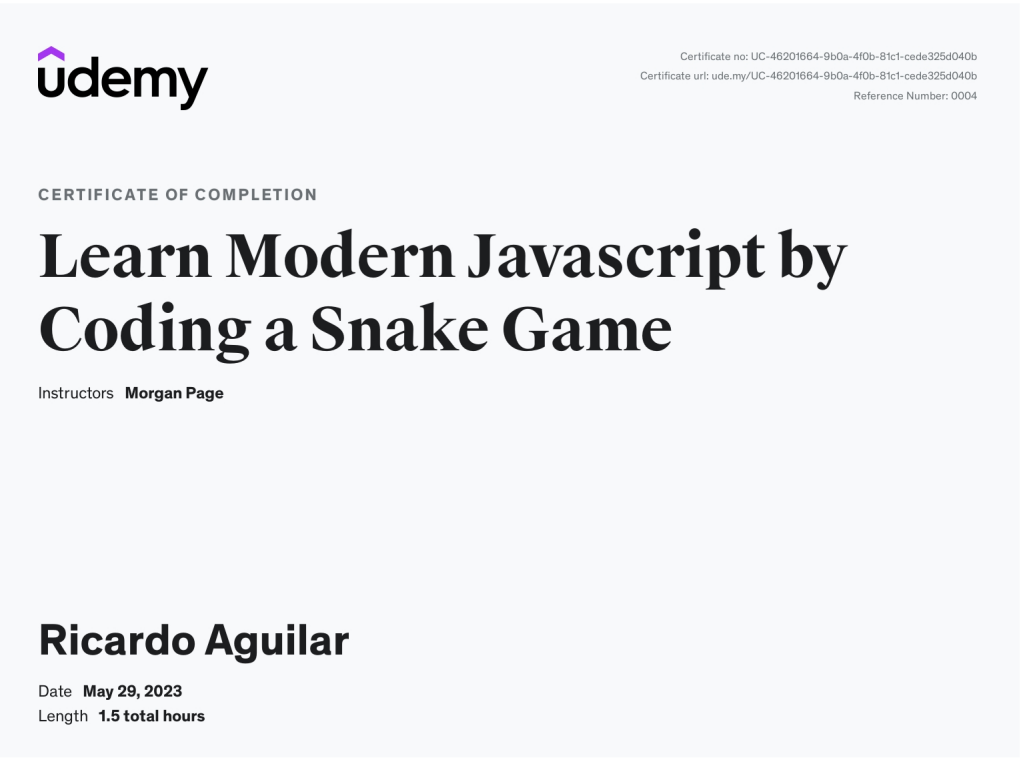 udemy
Certificate no: UC-46201664-9b0a-4f0b-81c1-cede325d040b
Certificate url: ude.my/UC-46201664-9b0a-4f0b-81c1-cede325d040b
Reference Number: 0004
CERTIFICATE OF COMPLETION
Learn Modern Javascript by
Coding a Snake Game
Instructors Morgan Page
Ricardo Aguilar
Date May 29, 2023
Length 1.5 total hours